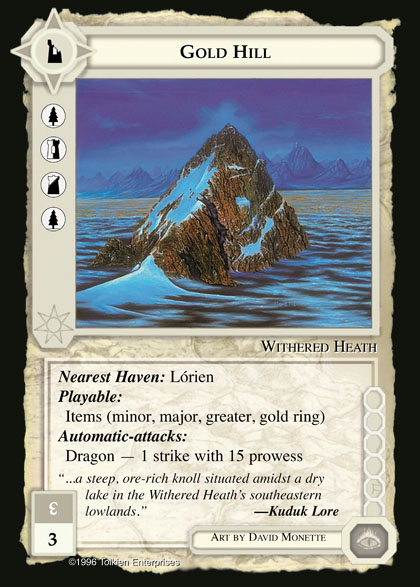 Gold Hill
Withered Heath
Nearest Haven: Lórien
Playable:
Items (minor, major, greater, gold ring)
Automatic-attacks:
Dragon — 1 strike with 15 prowess
“...a steep, ore-rich knoll situated amidst a dry
lake in the Withered Heath’s southeastern
lowlands.” —Kuduk Lore
ε
3
Art by David Monette
©1996 Tolkien Enterprises